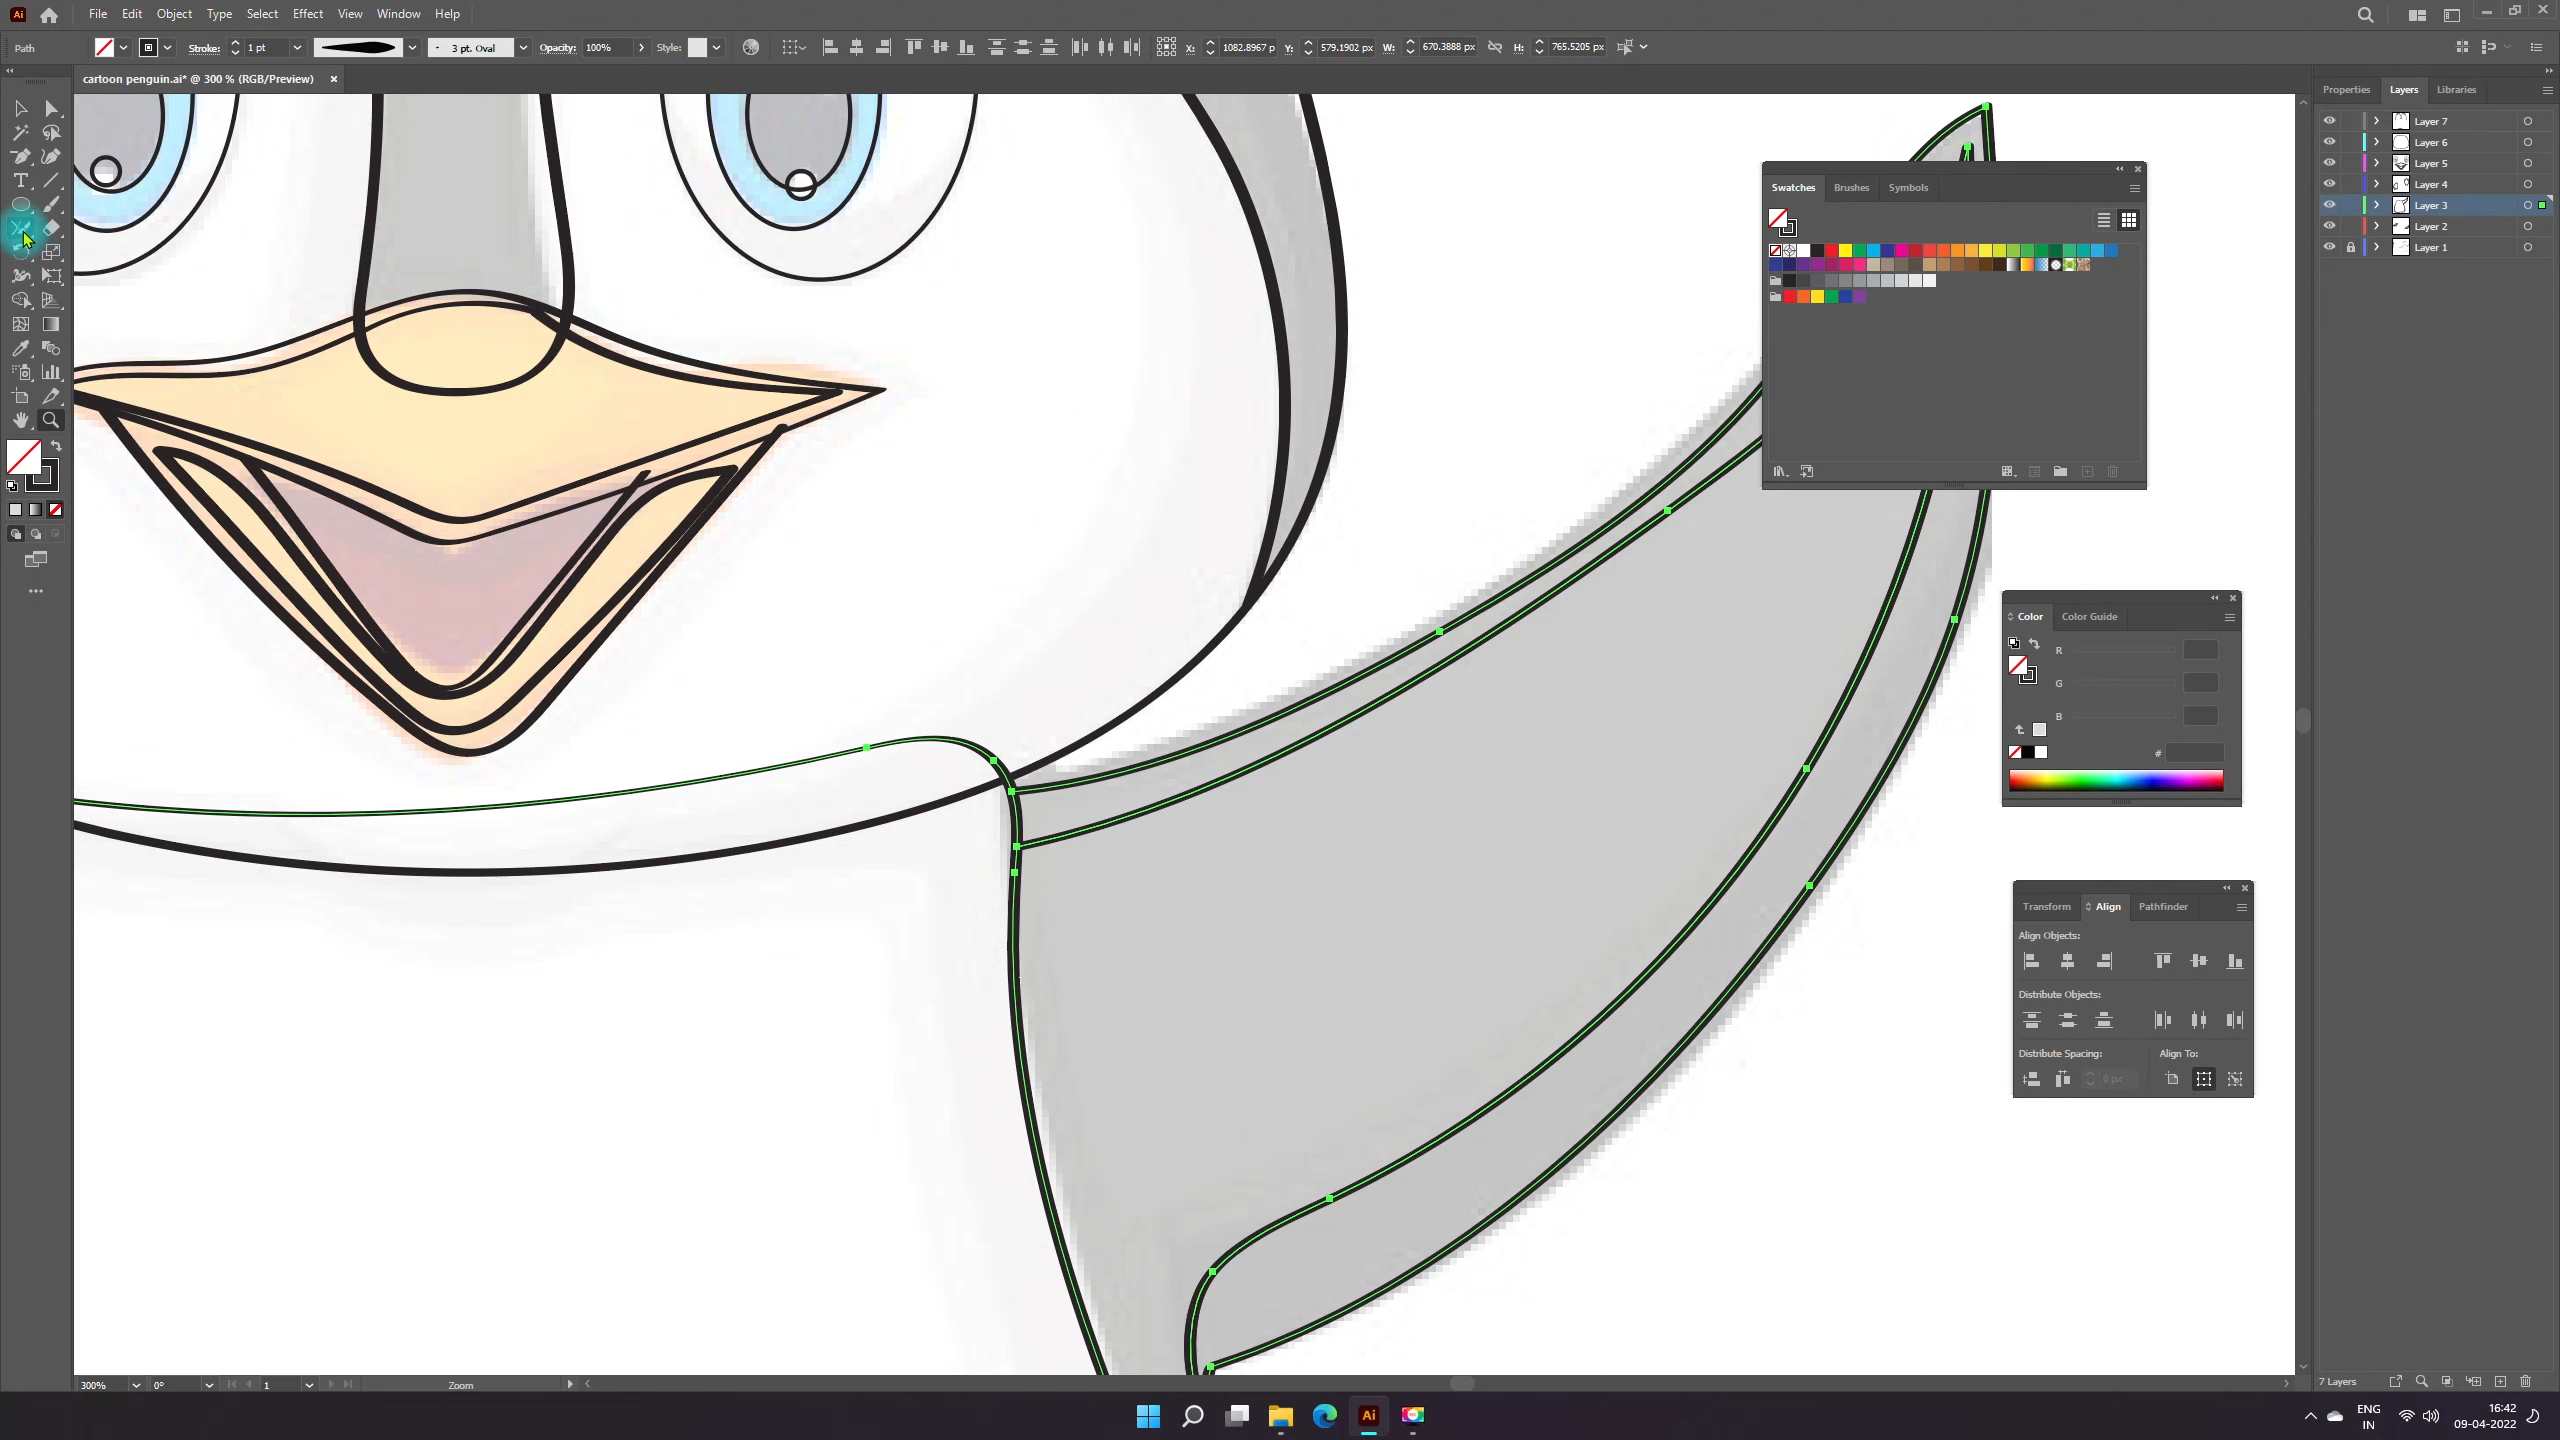 Ai File Edit Object Type Select Effect View Window Help
Path Stroke: 1 pt 3 pt. Oval Opacity: 100% Style: X: 1082.8967 p Y: 579.1902 px W: 670.3888 px H: 765.5205 px
cartoon penguin.ai* @ 300 % (RGB/Preview) ×
Properties Layers Libraries
Layer 7
Layer 6
Layer 5
Layer 4
Layer 3
Layer 2
Layer 1
Swatches Brushes Symbols
Color Color Guide
R
G
B
#
Transform Align Pathfinder
Align Objects:
Distribute Objects:
Distribute Spacing: Align To:
0 px
300% 0° 1 Zoom
7 Layers
Ai
ENG
IN
16:42
09-04-2022